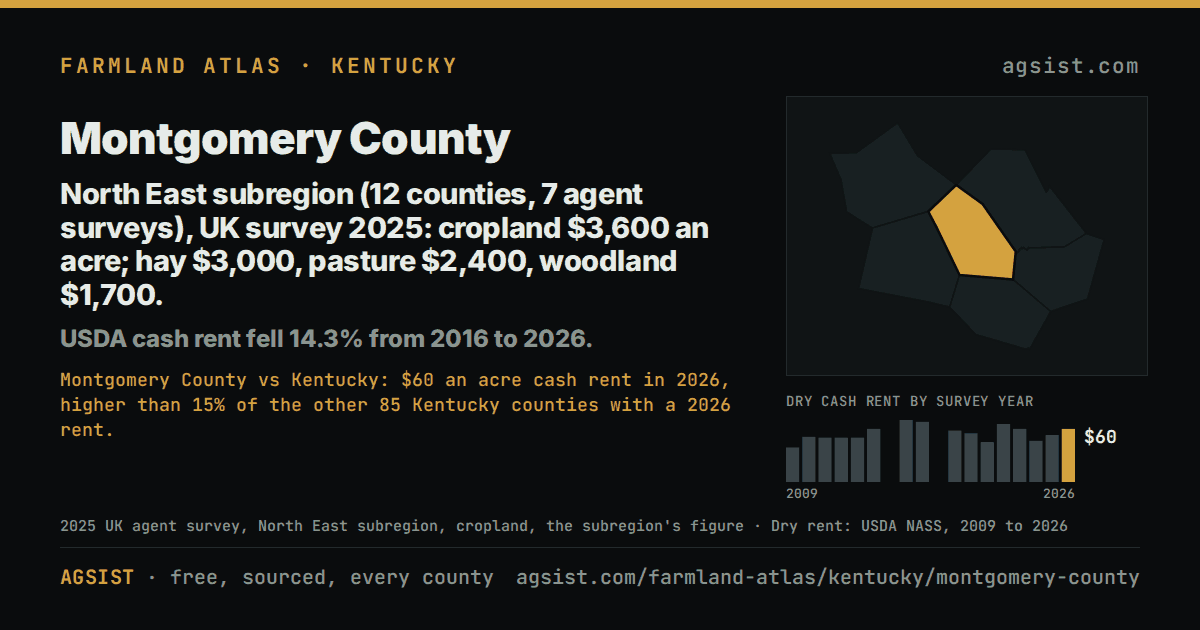 FARMLAND ATLAS · KENTUCKY
agsist.com
Montgomery County
North East subregion (12 counties, 7 agent
surveys), UK survey 2025: cropland $3,600 an
acre; hay $3,000, pasture $2,400, woodland
$1,700.
USDA cash rent fell 14.3% from 2016 to 2026.
Montgomery County vs Kentucky: $60 an acre cash rent in 2026,
higher than 15% of the other 85 Kentucky counties with a 2026
rent.
DRY CASH RENT BY SURVEY YEAR
$60
2009
2026
2025 UK agent survey, North East subregion, cropland, the subregion's figure · Dry rent: USDA NASS, 2009 to 2026
AGSIST · free, sourced, every county
agsist.com/farmland-atlas/kentucky/montgomery-county